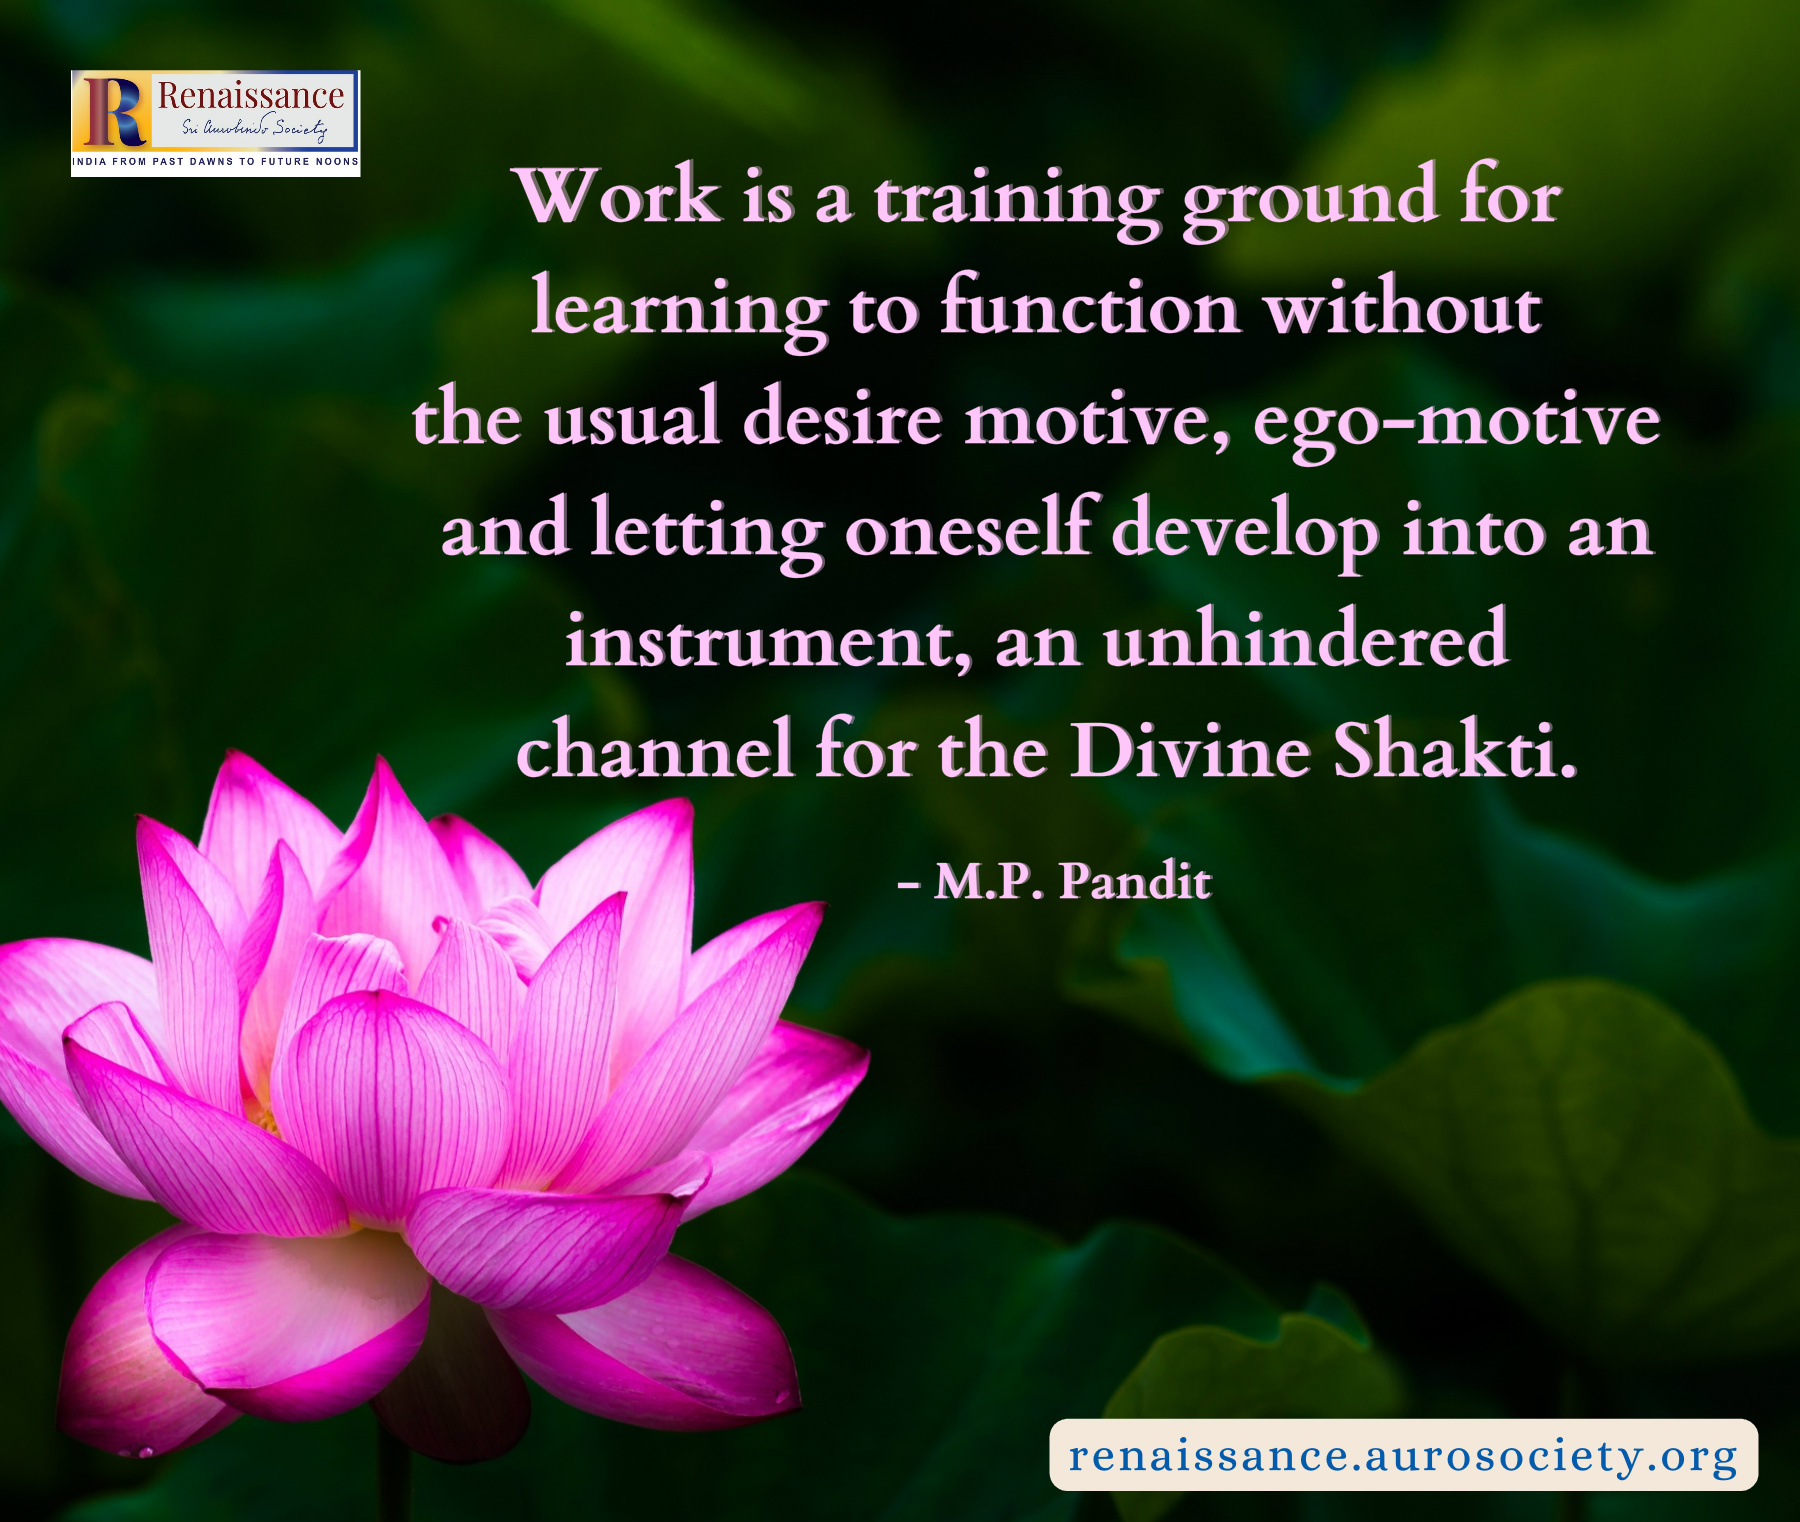 R Renaissance
Sri Aurobindo Society
INDIA FROM PAST DAWNS TO FUTURE NOONS
Work is a training ground for
learning to function without
the usual desire motive, ego-motive
and letting oneself develop into an
instrument, an unhindered
channel for the Divine Shakti.
- M.P. Pandit
renaissance.aurosociety.org